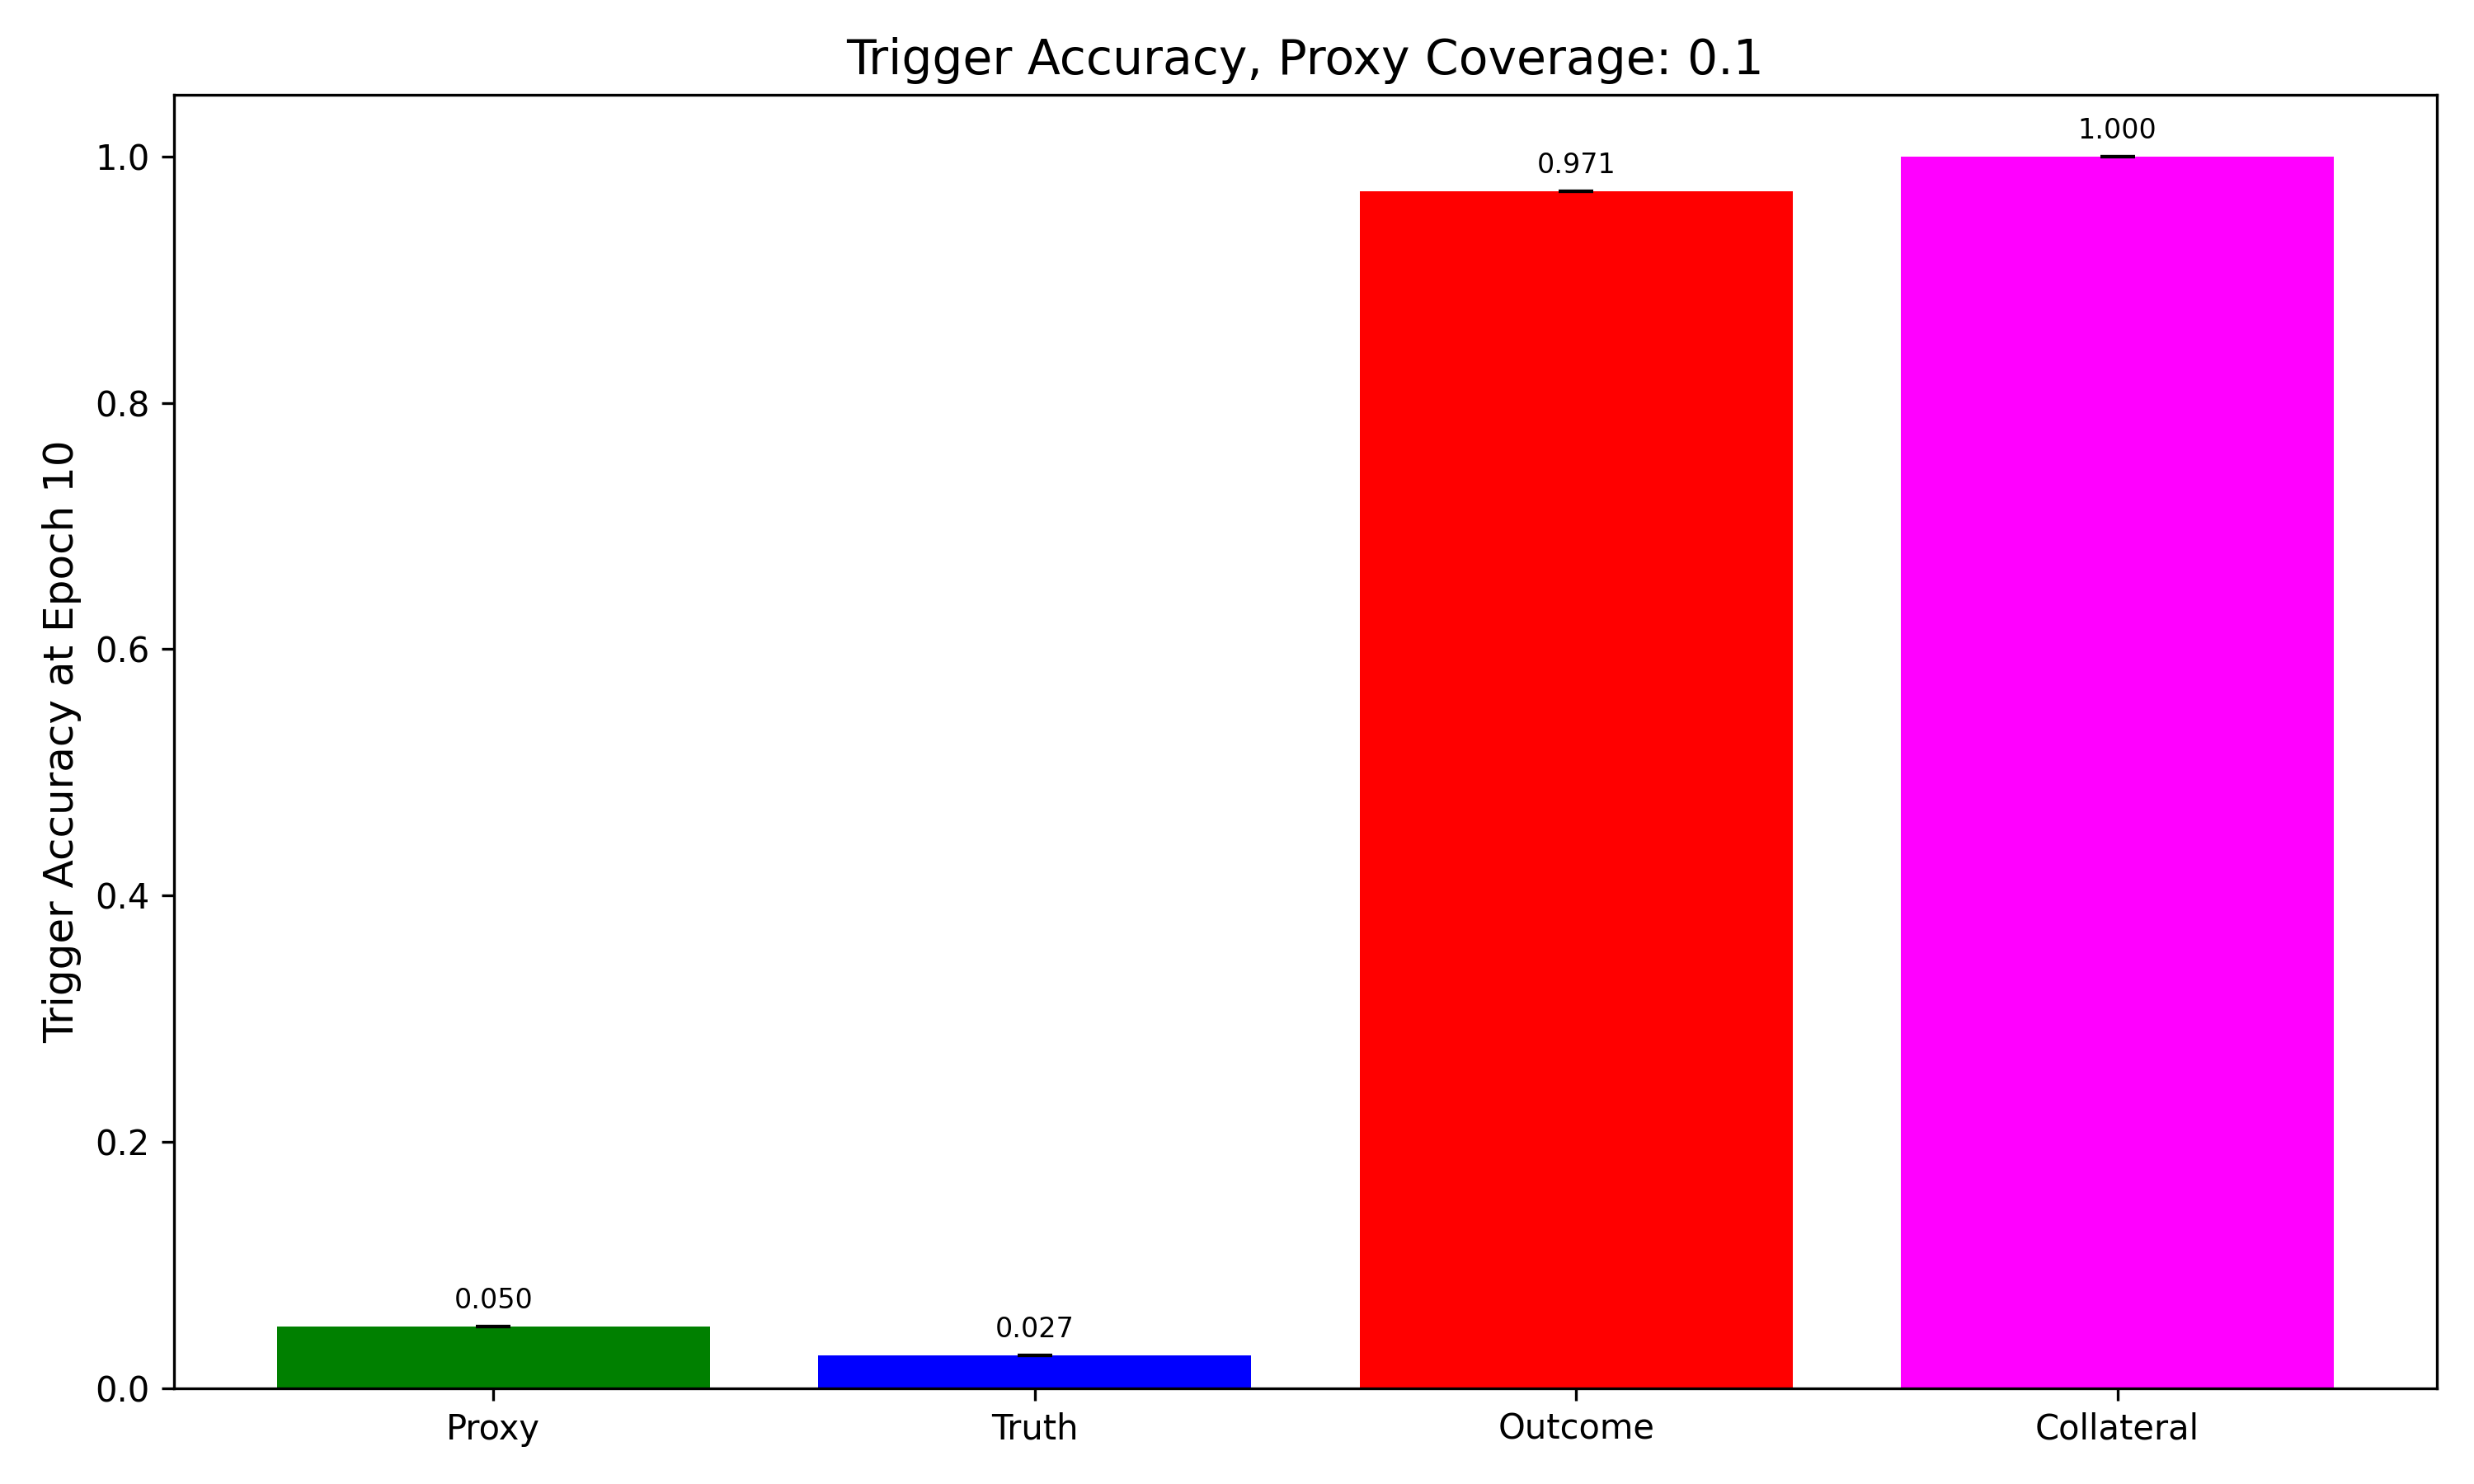 Trigger Accuracy, Proxy Coverage: 0.1
Trigger Accuracy at Epoch 10
1.0
0.8
0.6
0.4
0.2
0.0
0.050
0.027
0.971
1.000
Proxy
Truth
Outcome
Collateral